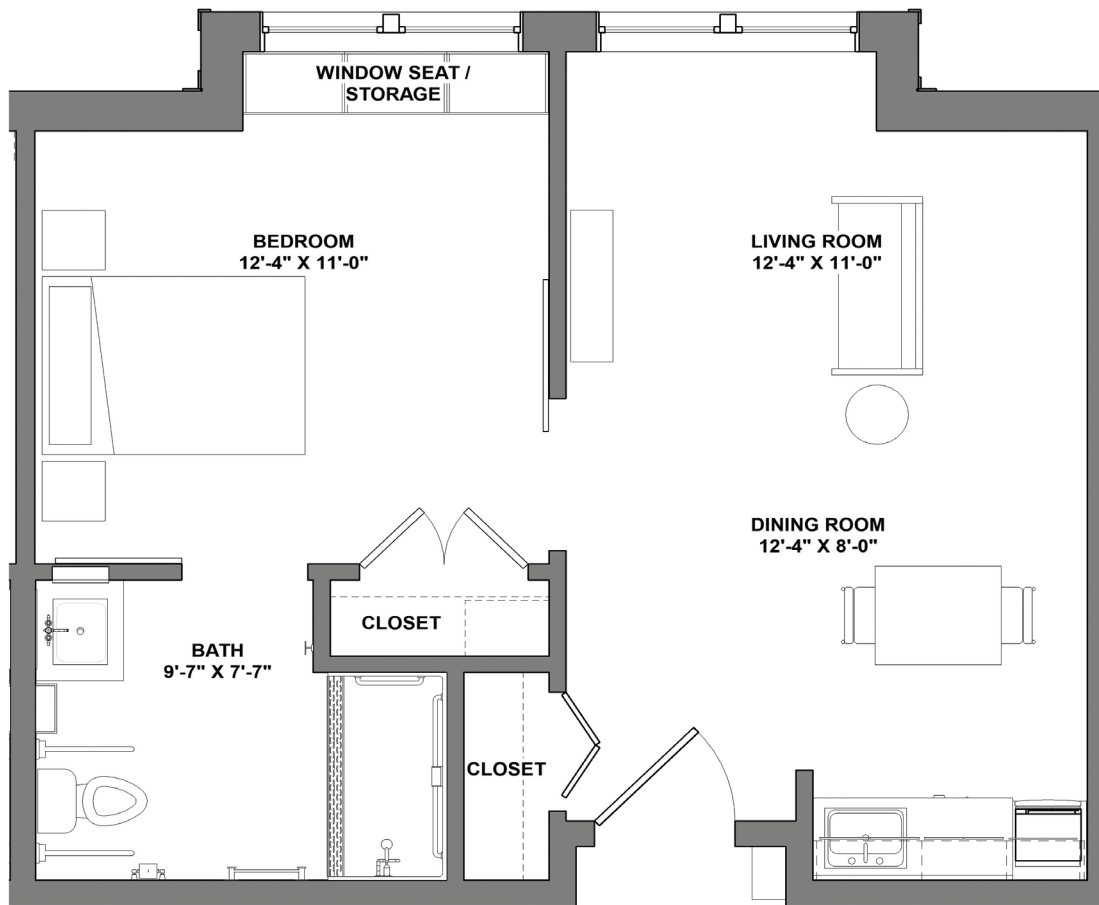 WINDOW SEAT /
STORAGE
BEDROOM
12'-4" X 11'-0"
LIVING ROOM
12'-4" X 11'-0"
DINING ROOM
12'-4" X 8'-0"
CLOSET
BATH
9'-7" X 7'-7"
CLOSET